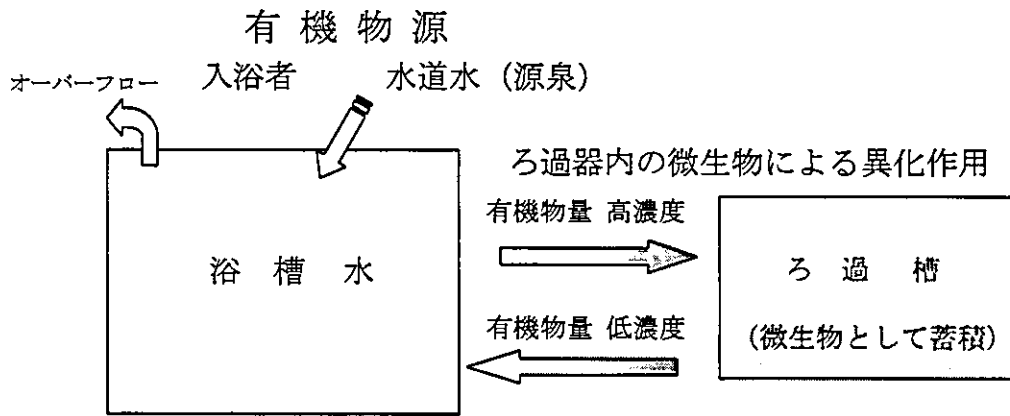 有機物源
オーバーフロー 入浴者 水道水（源泉）
ろ過器内の微生物による異化作用
有機物量 高濃度
浴槽水
ろ過槽
有機物量 低濃度
（微生物として蓄積）